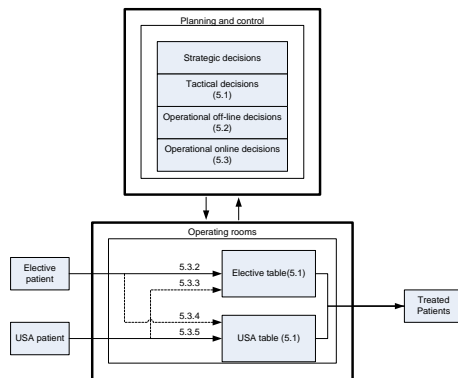 Planning and control
Strategic decisions
Tactical decisions
(5.1)
Operational off-line decisions
(5.2)
Operational online decisions
(5.3)
Operating rooms
Elective
patient
5.3.2
5.3.3
Elective table(5.1)
Treated
Patients
USA patient
5.3.4
5.3.5
USA table (5.1)